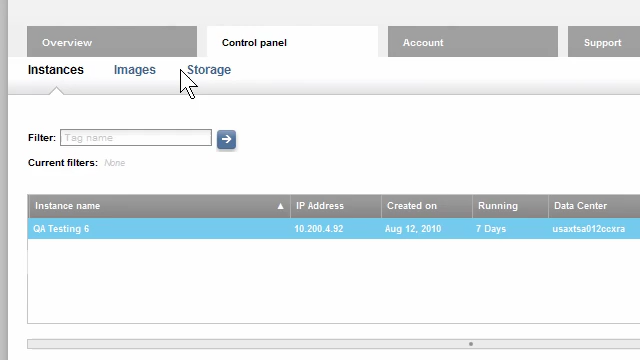 Overview Control panel Account Support
Instances Images Storage
Filter: Tag name
Current filters: None
Instance name IP Address Created on Running Data Center
QA Testing 6 10.200.4.92 Aug 12, 2010 7 Days usaxtsa012ccxra